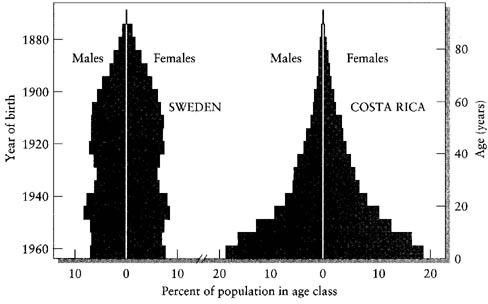 Males Females
SWEDEN
Males Females
COSTA RICA
Year of birth
1880
1900
1920
1940
1960
Age (years)
80
60
40
20
0
10 0 10 20 10 0 10 20
Percent of population in age class